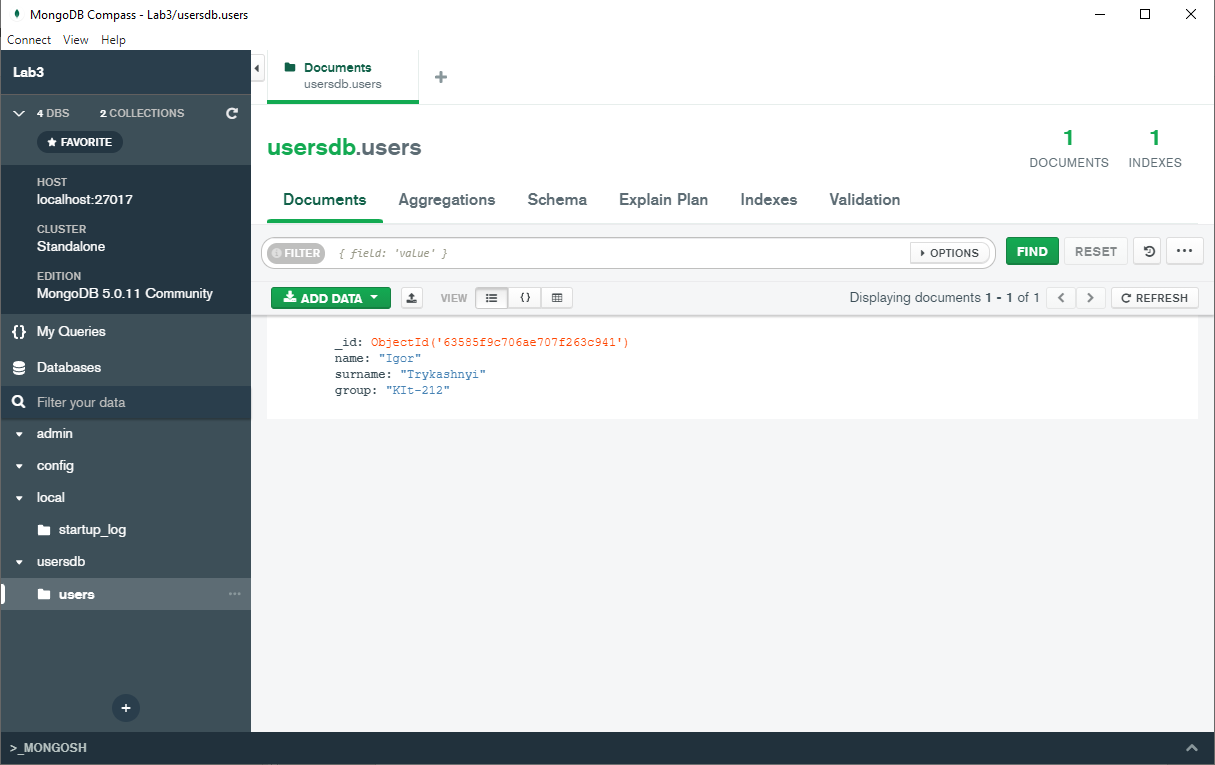 MongoDB Compass - Lab3/usersdb.users
Connect View Help
Lab3
4 DBS 2 COLLECTIONS
FAVORITE
HOST
localhost:27017
CLUSTER
Standalone
EDITION
MongoDB 5.0.11 Community
{} My Queries
Databases
Filter your data
admin
config
local
startup_log
usersdb
users
Documents
usersdb.users
usersdb.users
1 DOCUMENTS
1 INDEXES
Documents Aggregations Schema Explain Plan Indexes Validation
FILTER { field: 'value' } OPTIONS FIND RESET
ADD DATA VIEW {} Displaying documents 1 - 1 of 1 REFRESH
_id: ObjectId('63585f9c706ae707f263c941')
name: "Igor"
surname: "Trykashnyi"
group: "KIt-212"
>_MONGOSH